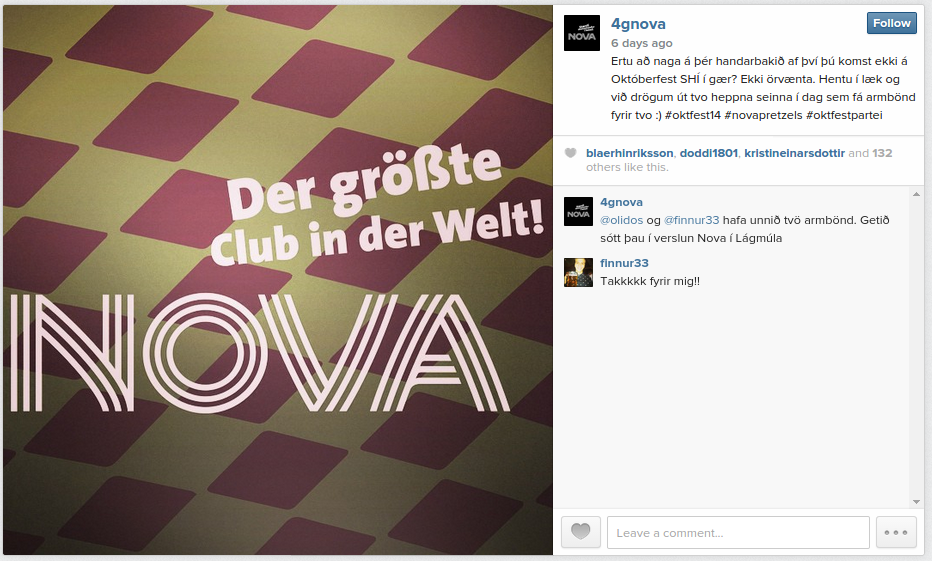 Der größte
Club in der Welt!
NOVA
NOVA
4gnova
Follow
6 days ago
Ertu að naga á þér handarbakið af því þú komst ekki á
Októberfest SHÍ í gær? Ekki örvænta. Hentu í læk og
við drögum út tvo heppna seinna í dag sem fá armbönd
fyrir tvo :) #oktfest14 #novapretzels #oktfestpartei
blaerhinriksson, doddi1801, kristineinarsdottir and 132
others like this.
NOVA
4gnova
@olidos og @finnur33 hafa unnið tvö armbönd. Getið
sótt þau í verslun Nova í Lágmúla
finnur33
Takkkkk fyrir mig!!
Leave a comment...